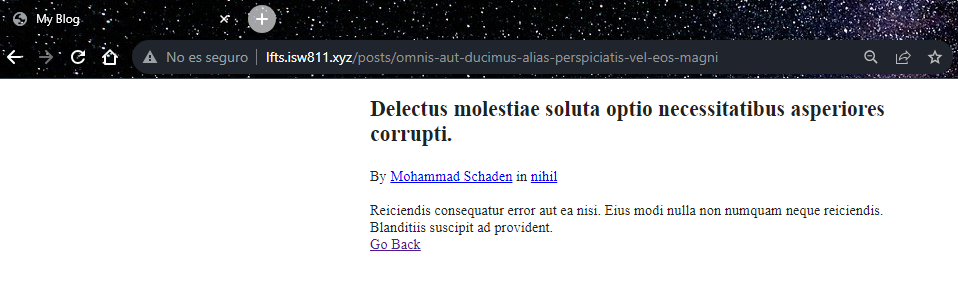 My Blog
No es seguro lfts.isw811.xyz/posts/omnis-aut-ducimus-alias-perspiciatis-vel-eos-magni
Delectus molestiae soluta optio necessitatibus asperiores
corrupti.
By Mohammad Schaden in nihil
Reiciendis consequatur error aut ea nisi. Eius modi nulla non numquam neque reiciendis.
Blanditiis suscipit ad provident.
Go Back